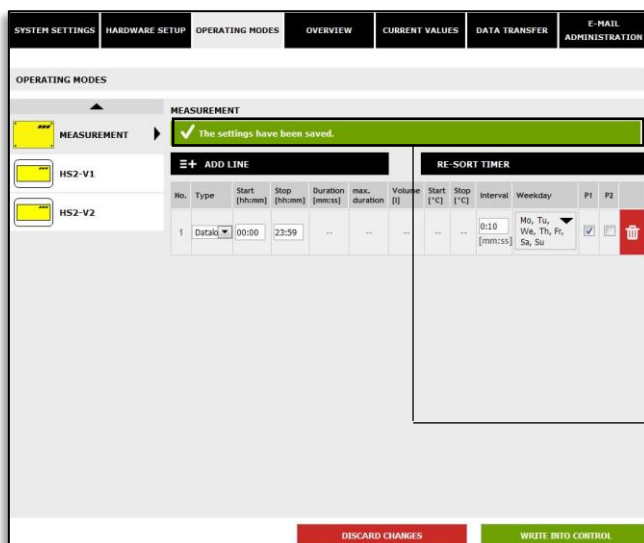 SYSTEM SETTINGS HARDWARE SETUP OPERATING MODES OVERVIEW CURRENT VALUES DATA TRANSFER E-MAIL ADMINISTRATION
OPERATING MODES
MEASUREMENT
MEASUREMENT
The settings have been saved.
ADD LINE RE-SORT TIMER
HS2-V1
HS2-V2
No. Type Start [hh:mm] Stop [hh:mm] Duration [mm:ss] max. duration Volume [l] Start [°C] Stop [°C] Interval Weekday P1 P2
1 Datalo 00:00 23:59 -- -- -- -- -- 0:10 [mm:ss] Mo, Tu, We, Th, Fr, Sa, Su
DISCARD CHANGES WRITE INTO CONTROL